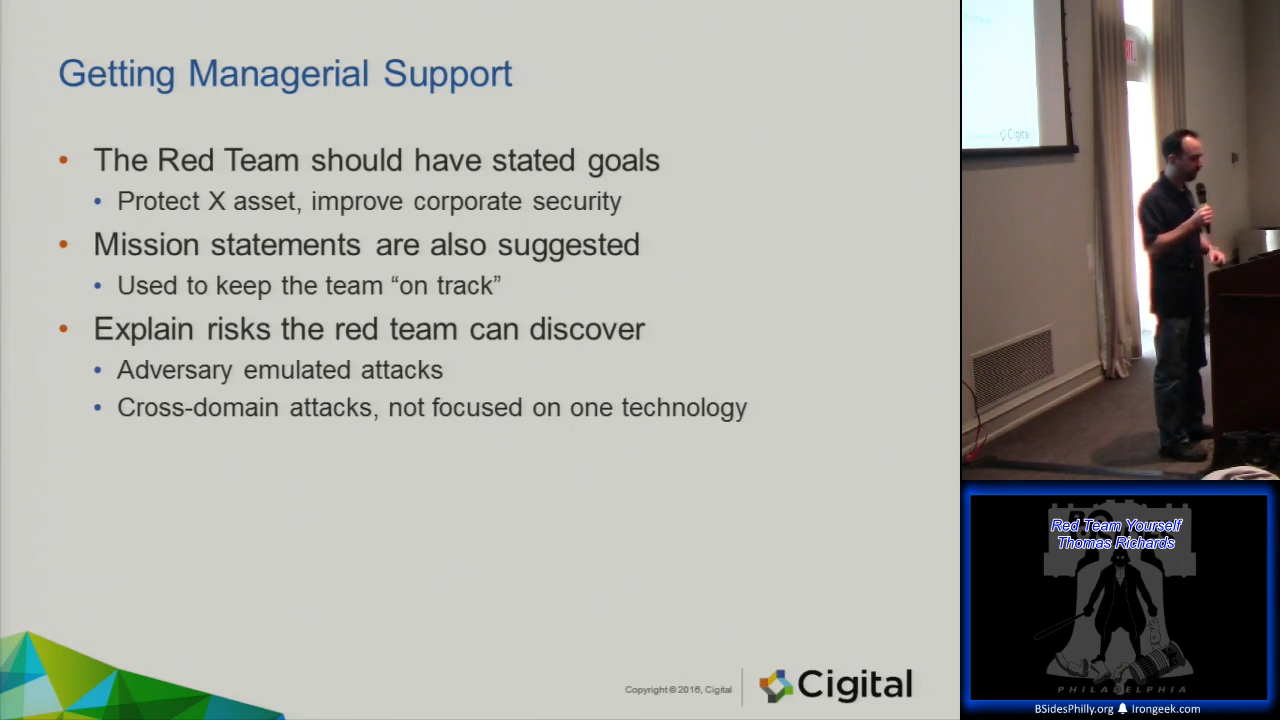 Getting Managerial Support
• The Red Team should have stated goals
• Protect X asset, improve corporate security
• Mission statements are also suggested
• Used to keep the team “on track”
• Explain risks the red team can discover
• Adversary emulated attacks
• Cross-domain attacks, not focused on one technology
Copyright © 2016, Cigital
Cigital
Cigital
Red Team Yourself
Thomas Richards
PHILADELPHIA
BSidesPhilly.org Irongeek.com